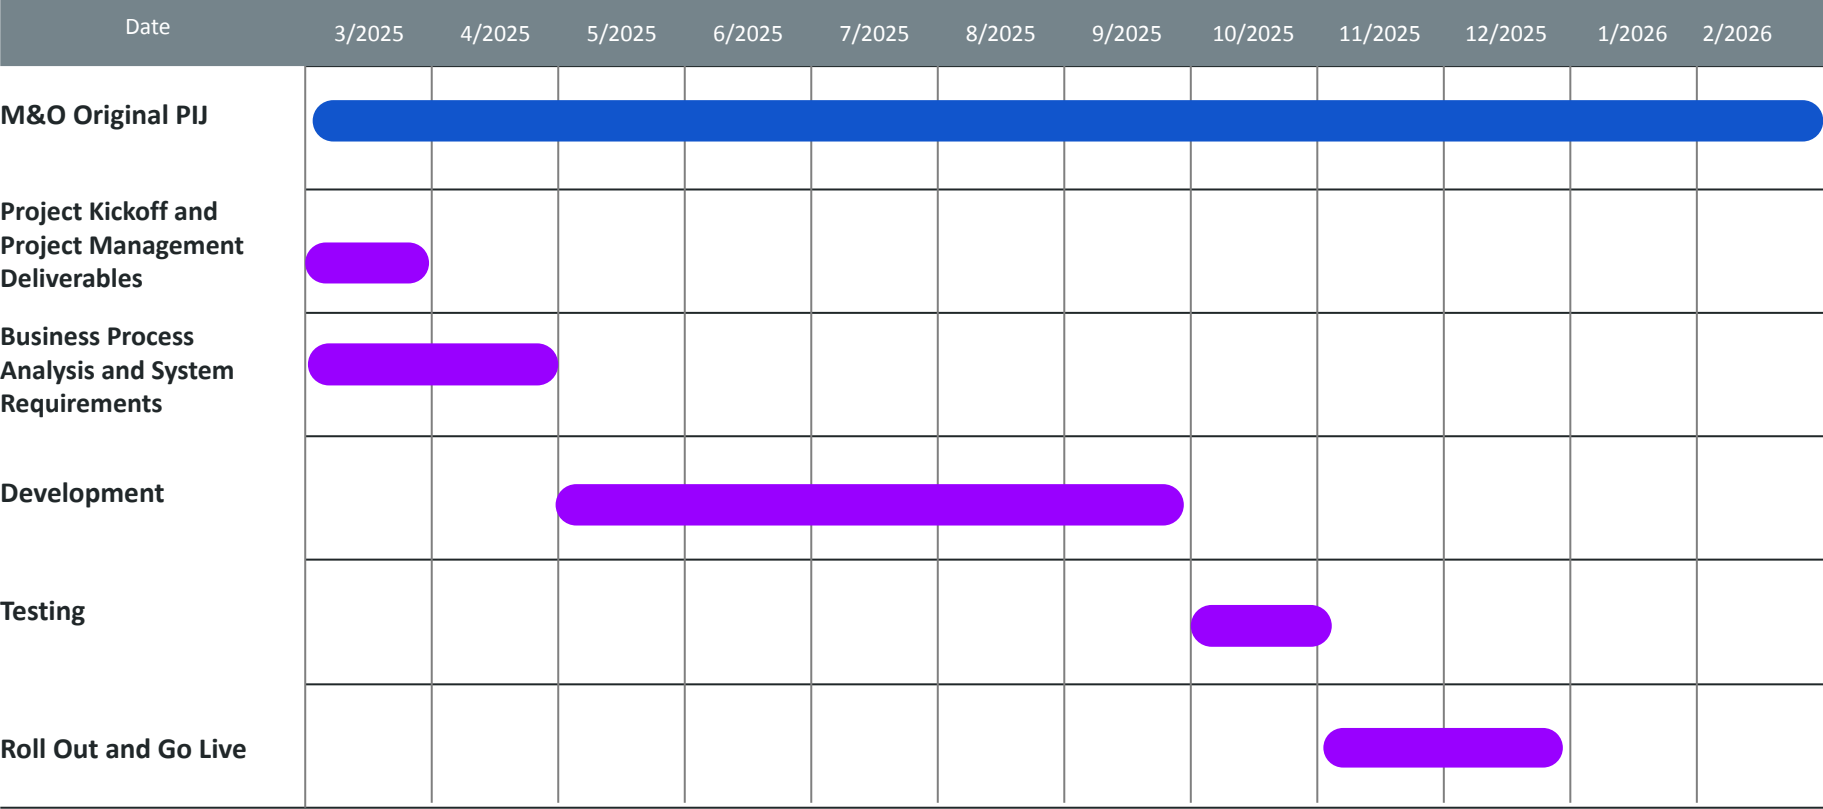 Date
3/2025 4/2025 5/2025 6/2025 7/2025 8/2025 9/2025 10/2025 11/2025 12/2025 1/2026 2/2026
M&O Original PIJ
Project Kickoff and
Project Management
Deliverables
Business Process
Analysis and System
Requirements
Development
Testing
Roll Out and Go Live